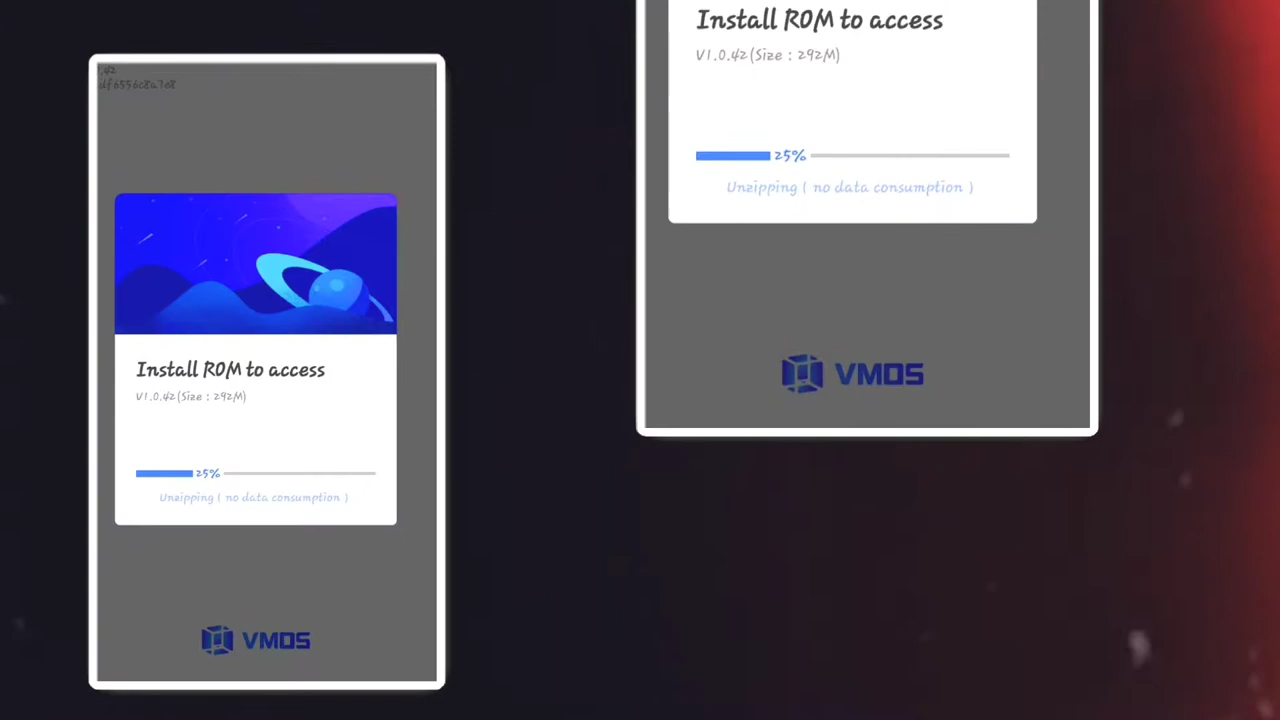 df6556c8a7e8
Install ROM to access
V1.0.42(Size : 292M)
25%
Unzipping ( no data consumption )
VMOS
Install ROM to access
V1.0.42(Size : 292M)
25%
Unzipping ( no data consumption )
VMOS